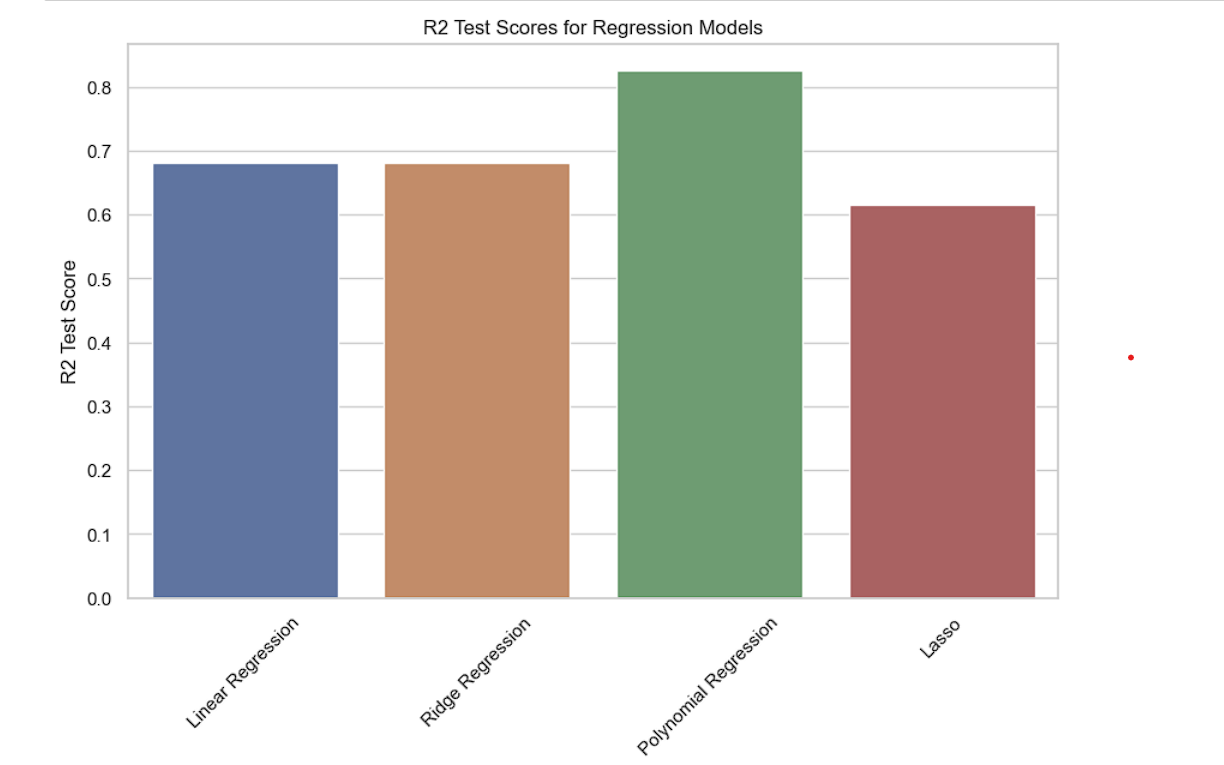 R2 Test Scores for Regression Models
R2 Test Score
0.8
0.7
0.6
0.5
0.4
0.3
0.2
0.1
0.0
Linear Regression
Ridge Regression
Polynomial Regression
Lasso